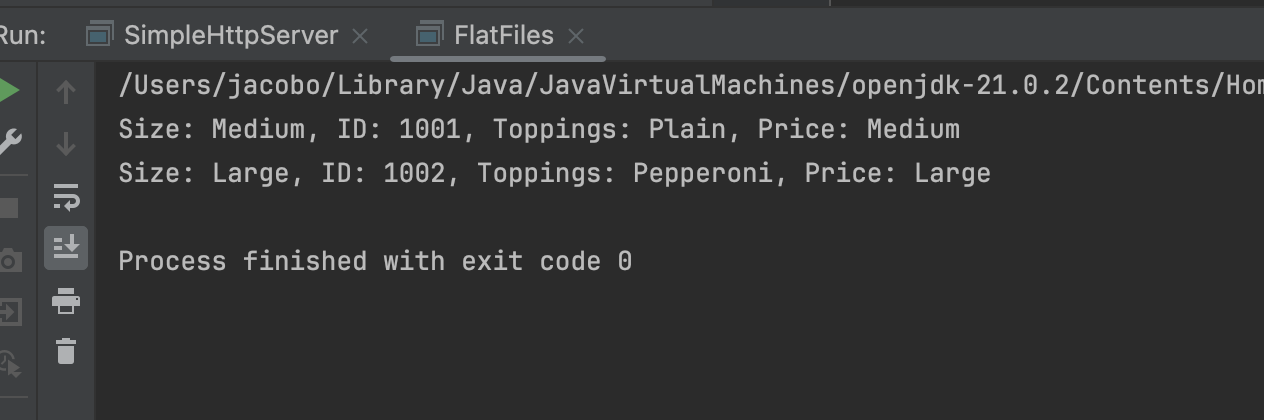 Run: SimpleHttpServer FlatFiles
/Users/jacobo/Library/Java/JavaVirtualMachines/openjdk-21.0.2/Contents/Hom
Size: Medium, ID: 1001, Toppings: Plain, Price: Medium
Size: Large, ID: 1002, Toppings: Pepperoni, Price: Large
Process finished with exit code 0